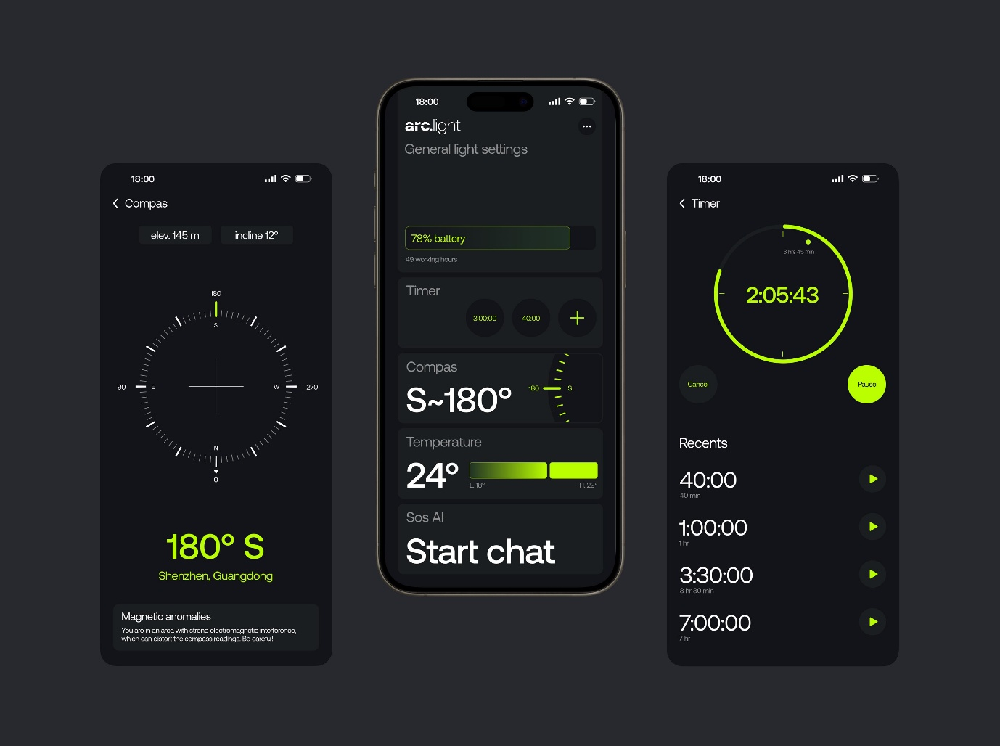 18:00
Compas
elev. 145 m
incline 12°
180
S
90
E
W
270
N
0
180° S
Shenzhen, Guangdong
Magnetic anomalies
You are in an area with strong electromagnetic interference,
which can distort the compass readings. Be careful!
18:00
arc.light
General light settings
78% battery
49 working hours
Timer
3:00:00
40:00
Compas
S~180°
180
S
Temperature
24°
L. 18°
H. 29°
Sos AI
Start chat
18:00
Timer
3 hrs 45 min
2:05:43
Cancel
Pause
Recents
40:00
40 min
1:00:00
1 hr
3:30:00
3 hr 30 min
7:00:00
7 hr